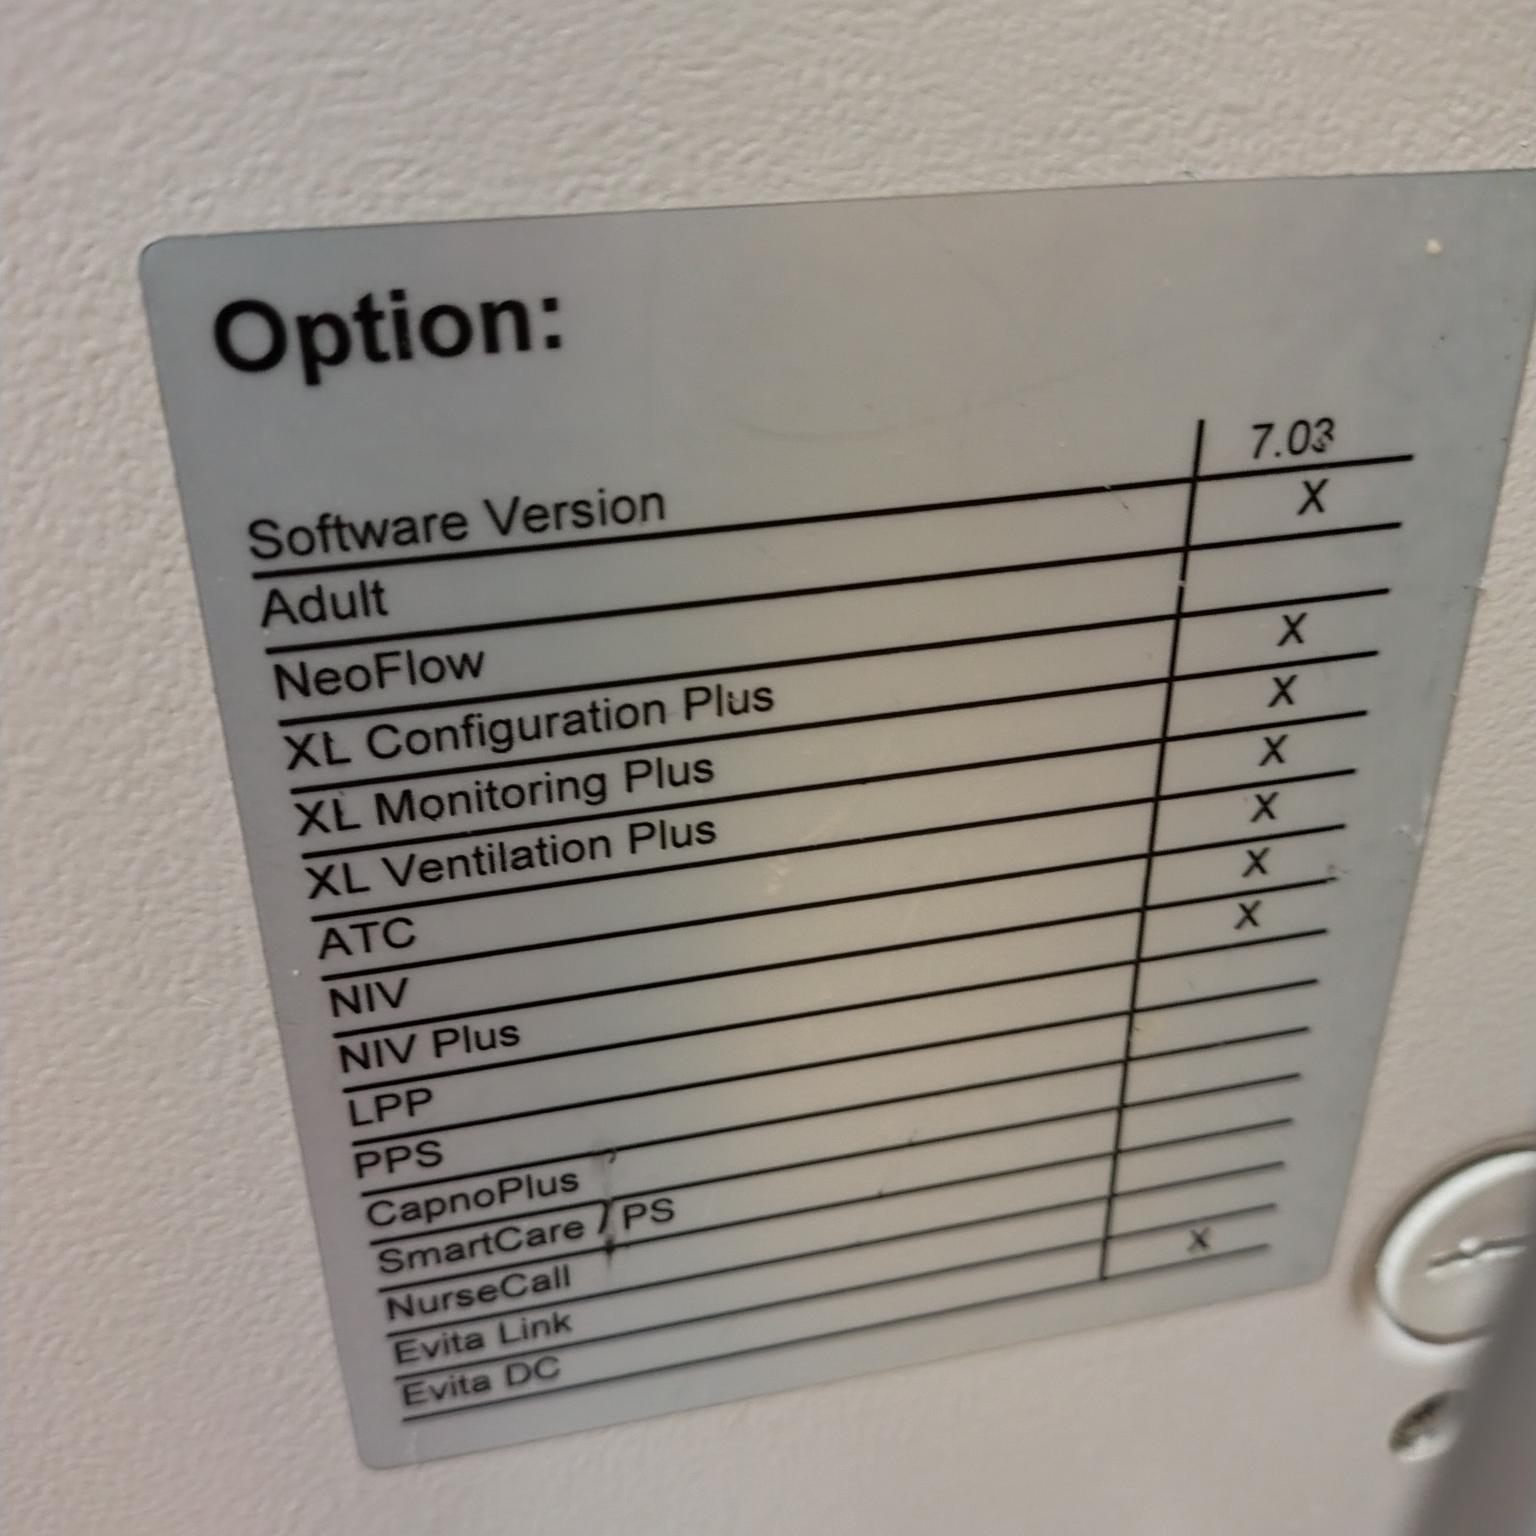 Option:
Software Version 7.03
Adult X
NeoFlow
XL Configuration Plus X
XL Monitoring Plus X
XL Ventilation Plus X
ATC X
NIV X
NIV Plus X
LPP
PPS
CapnoPlus
SmartCare / PS
NurseCall
Evita Link
Evita DC X